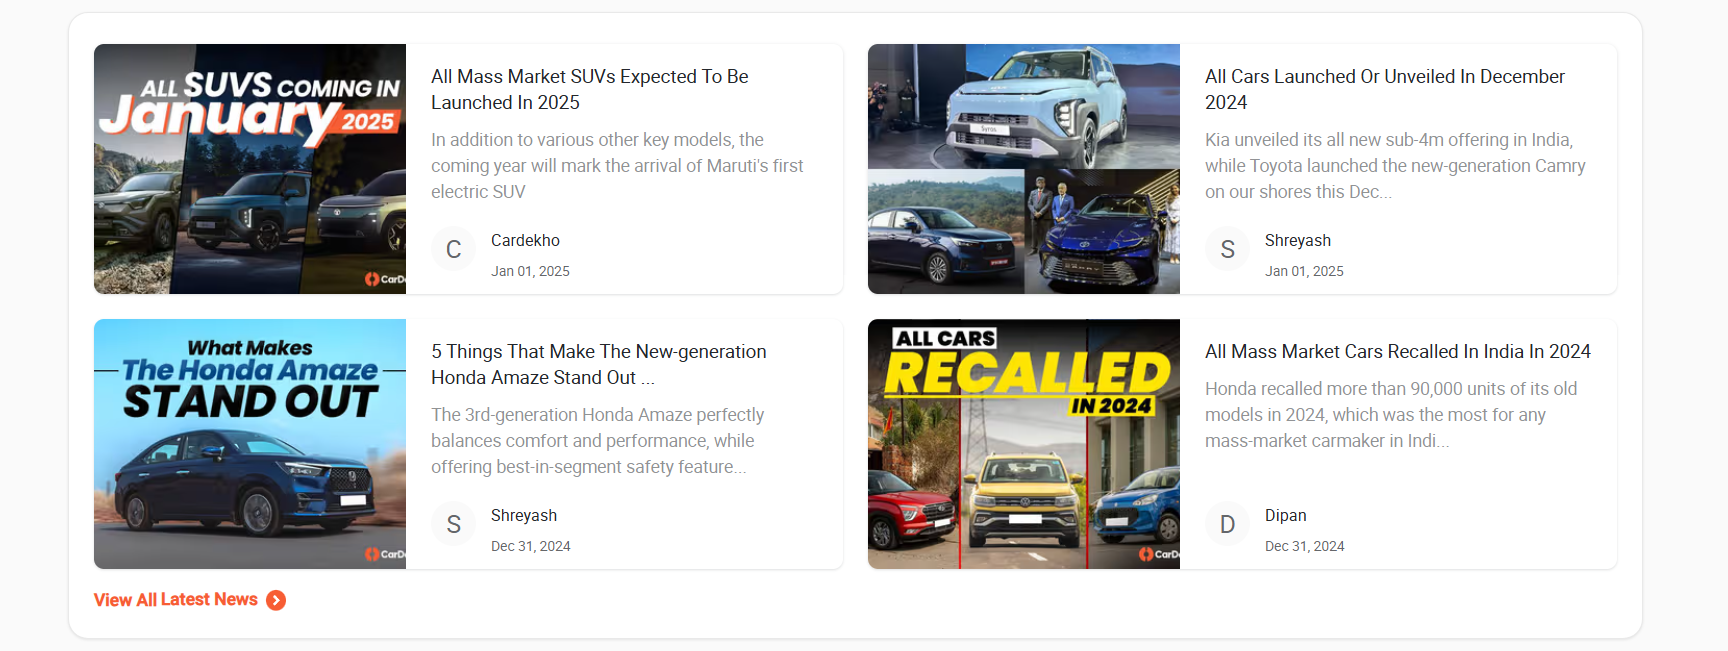 ALL SUVS COMING IN
January 2025
CarDe
All Mass Market SUVs Expected To Be
Launched In 2025
In addition to various other key models, the
coming year will mark the arrival of Maruti's first
electric SUV
C
Cardekho
Jan 01, 2025
Syros
All Cars Launched Or Unveiled In December
2024
Kia unveiled its all new sub-4m offering in India,
while Toyota launched the new-generation Camry
on our shores this Dec...
S
Shreyash
Jan 01, 2025
What Makes
The Honda Amaze
STAND OUT
CarDe
5 Things That Make The New-generation
Honda Amaze Stand Out ...
The 3rd-generation Honda Amaze perfectly
balances comfort and performance, while
offering best-in-segment safety feature...
S
Shreyash
Dec 31, 2024
ALL CARS
RECALLED
IN 2024
CarDe
All Mass Market Cars Recalled In India In 2024
Honda recalled more than 90,000 units of its old
models in 2024, which was the most for any
mass-market carmaker in Indi...
D
Dipan
Dec 31, 2024
View All Latest News